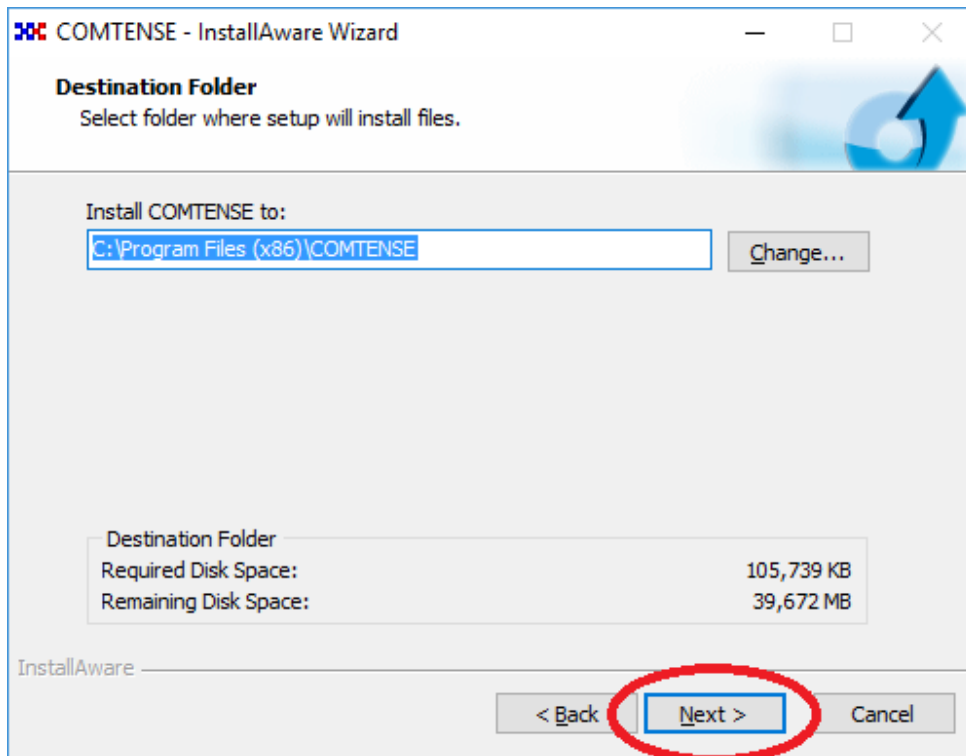 COMTENSE - InstallAware Wizard
Destination Folder
Select folder where setup will install files.
Install COMTENSE to:
C:\Program Files (x86)\COMTENSE
Change...
Destination Folder
Required Disk Space: 105,739 KB
Remaining Disk Space: 39,672 MB
InstallAware
< Back Next > Cancel